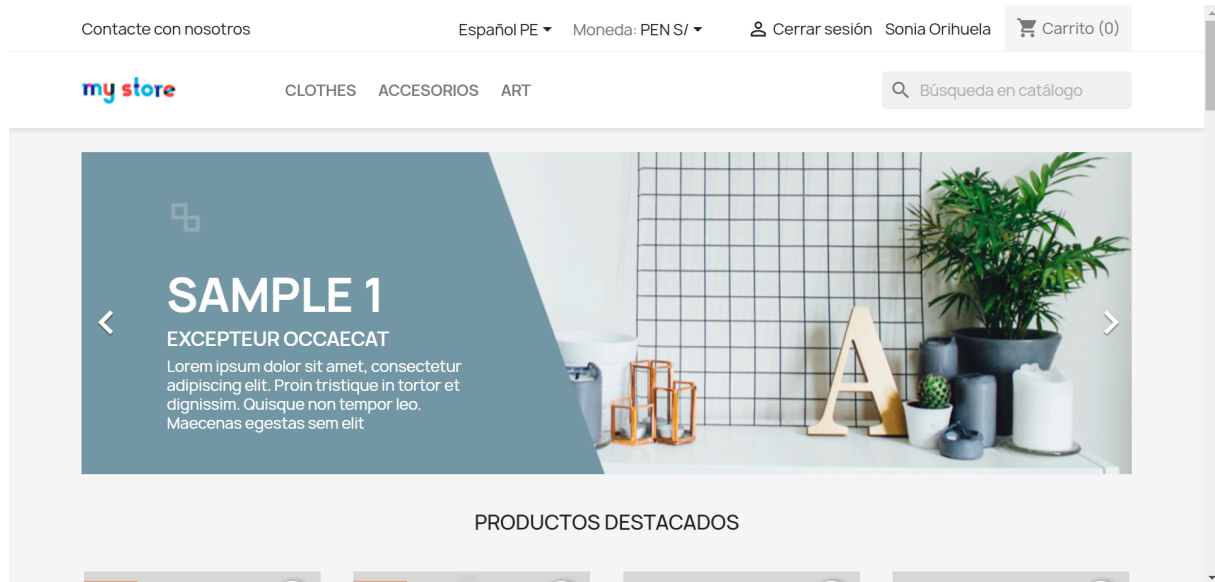 Contacte con nosotros
Español PE Moneda: PEN S/ Cerrar sesión Sonia Orihuela Carrito (0)
my store CLOTHES ACCESORIOS ART Búsqueda en catálogo
SAMPLE 1
EXCEPTEUR OCCAECAT
Lorem ipsum dolor sit amet, consectetur
adipiscing elit. Proin tristique in tortor et
dignissim. Quisque non tempor leo.
Maecenas egestas sem elit
A
PRODUCTOS DESTACADOS